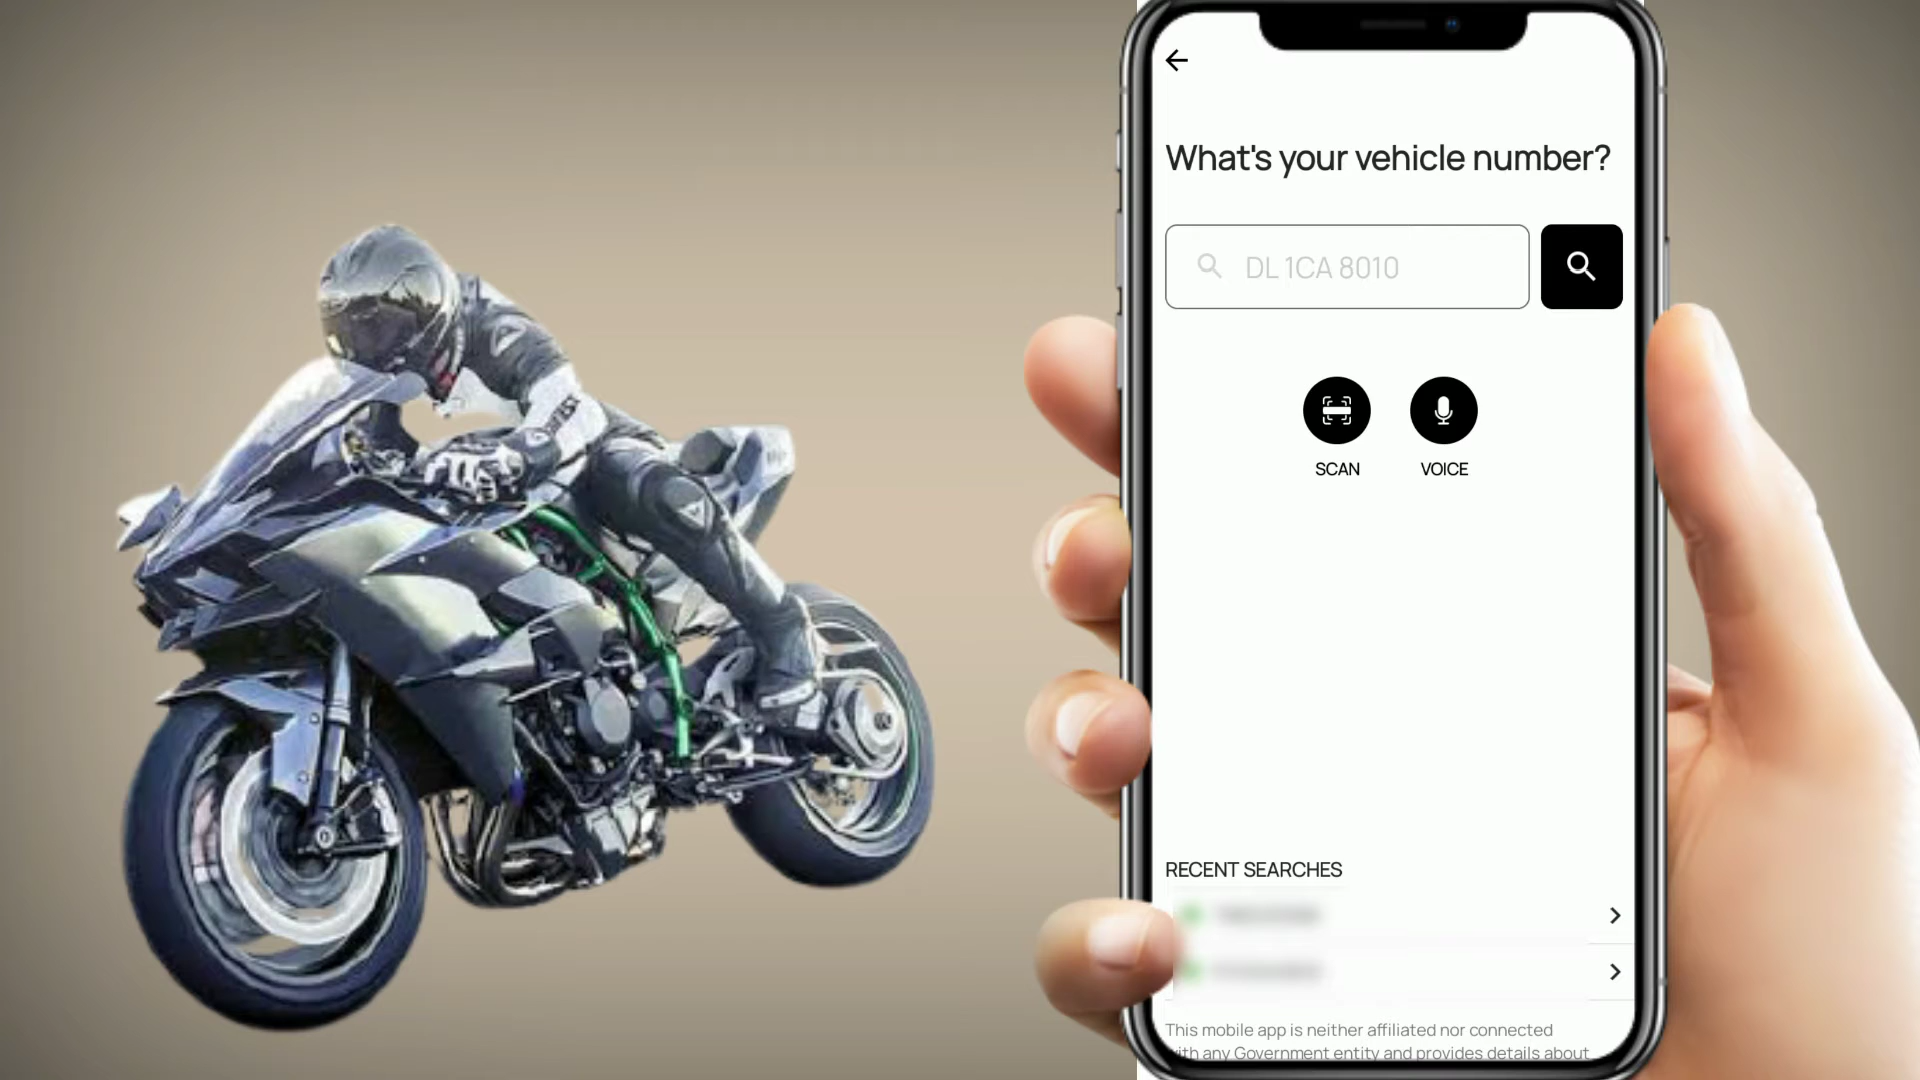 What's your vehicle number?
DL 1CA 8010
SCAN
VOICE
RECENT SEARCHES
This mobile app is neither affiliated nor connected
with any Government entity and provides details about